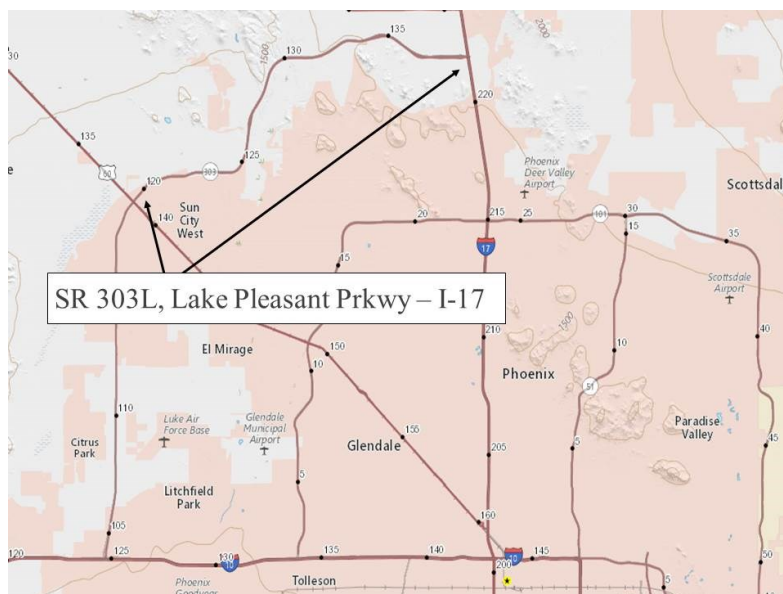 135
130
135
2000
1500
220
135
60
120
303
125
Phoenix
Deer Valley
Airport
Scottsdal
Sun
City
West
140
20
215
25
101
30
15
35
17
15
Scottsdale
Airport
SR 303L, Lake Pleasant Prkwy – I-17
1500
210
40
El Mirage
150
10
10
Phoenix
51
110
Luke Air
Force Base
Glendale
Municipal
Airport
155
Glendale
205
5
Paradise
Valley
45
Citrus
Park
5
Litchfield
Park
160
105
120
125
130
10
135
140
10
145
50
200
Phoenix
Goodyear
Tolleson
5